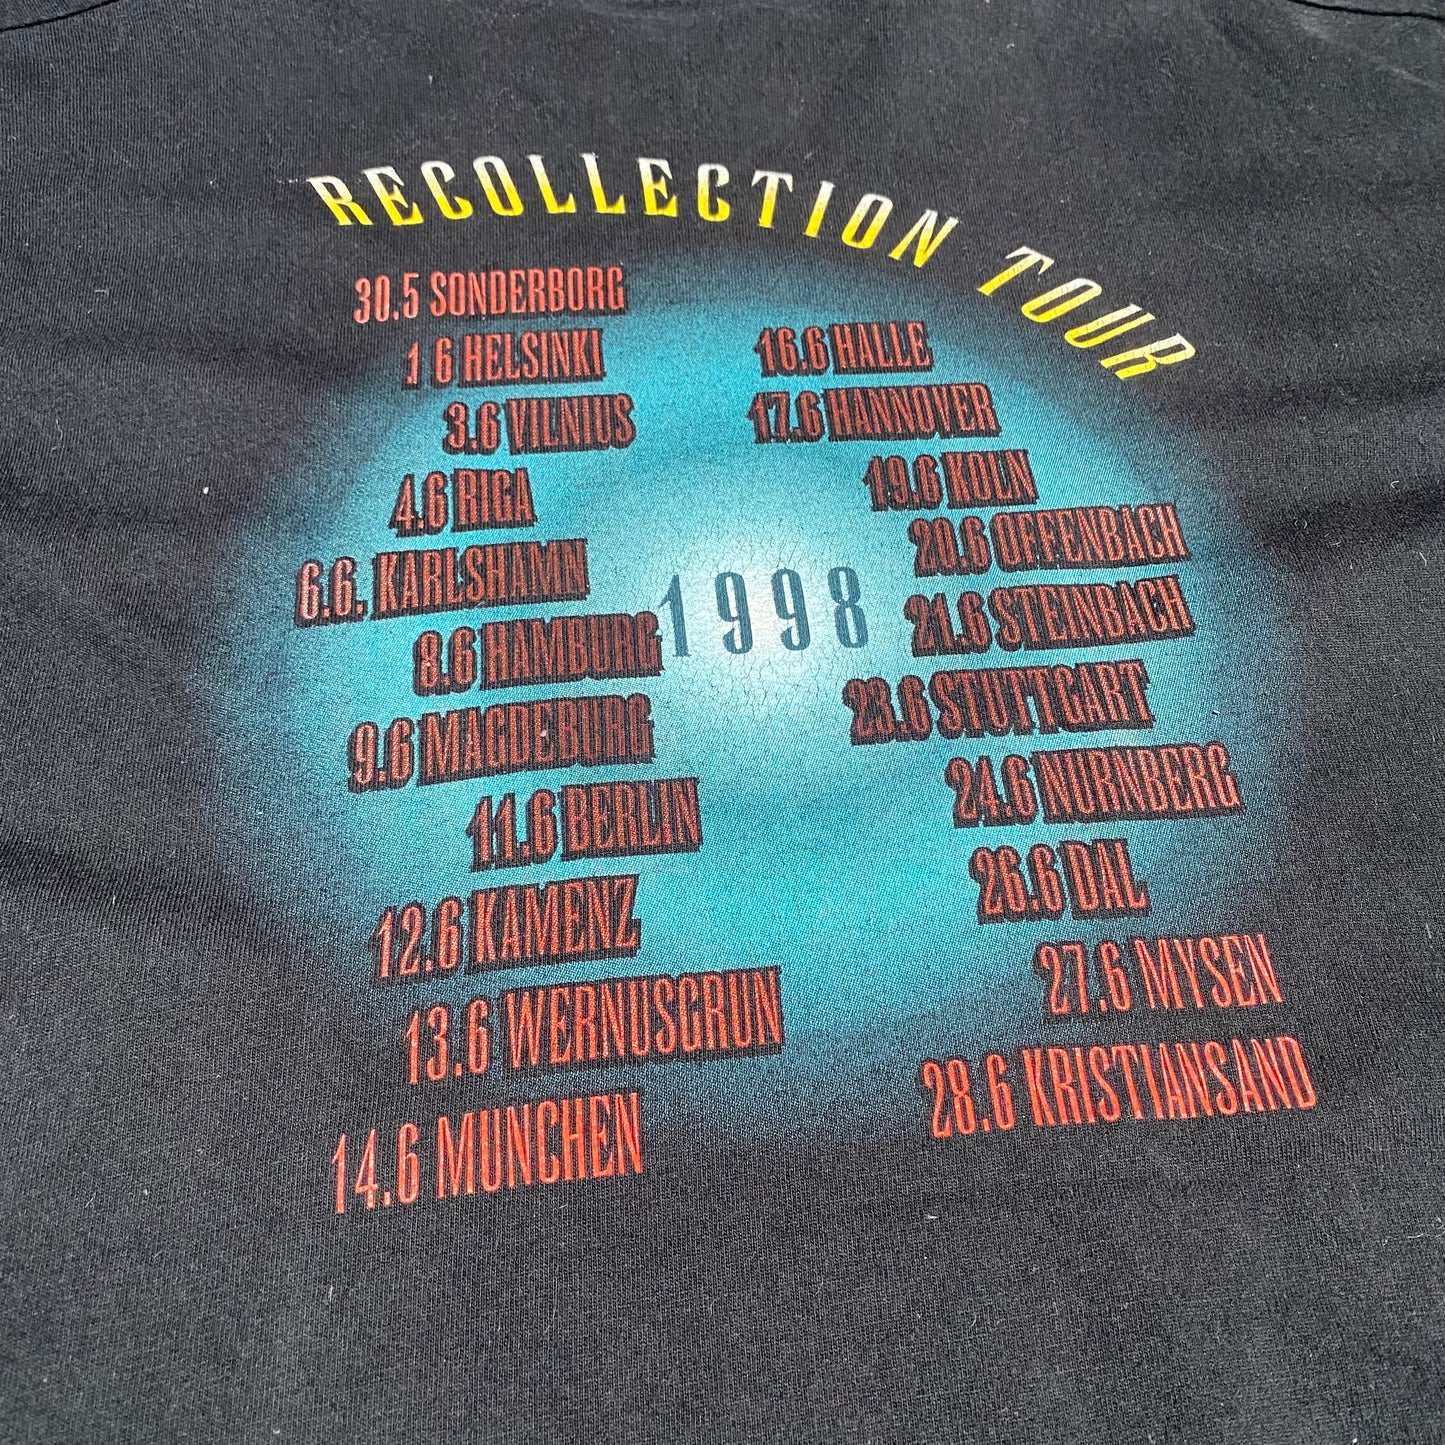 RECOLLECTION TOUR
30.5 SONDERBORG
1 6 HELSINKI
3.6 VILNIUS
4.6 RIGA
6.6. KARLSHAMN
8.6 HAMBURG
9.6 MAGDEBURG
11.6 BERLIN
12.6 KAMENZ
13.6 WERNUSGRUN
14.6 MUNCHEN
1998
16.6 HALLE
17.6 HANNOVER
19.6 KOLN
20.6 OFFENBACH
21.6 STEINBACH
23.6 STUTTGART
24.6 NURNBERG
26.6 DAL
27.6 MYSEN
28.6 KRISTIANSAND